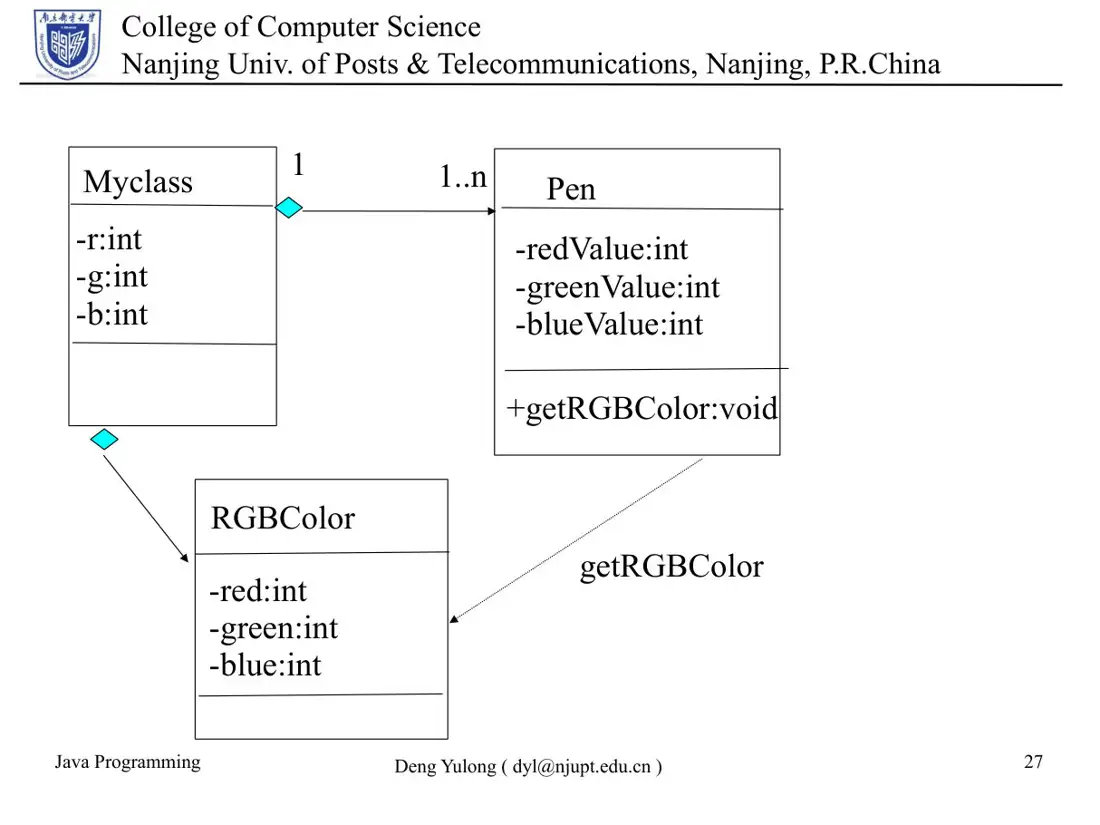 College of Computer Science
Nanjing Univ. of Posts & Telecommunications, Nanjing, P.R.China
Myclass
-r:int
-g:int
-b:int
1
1..n
Pen
-redValue:int
-greenValue:int
-blueValue:int
+getRGBColor:void
RGBColor
-red:int
-green:int
-blue:int
getRGBColor
Java Programming
Deng Yulong ( dyl@njupt.edu.cn )
27